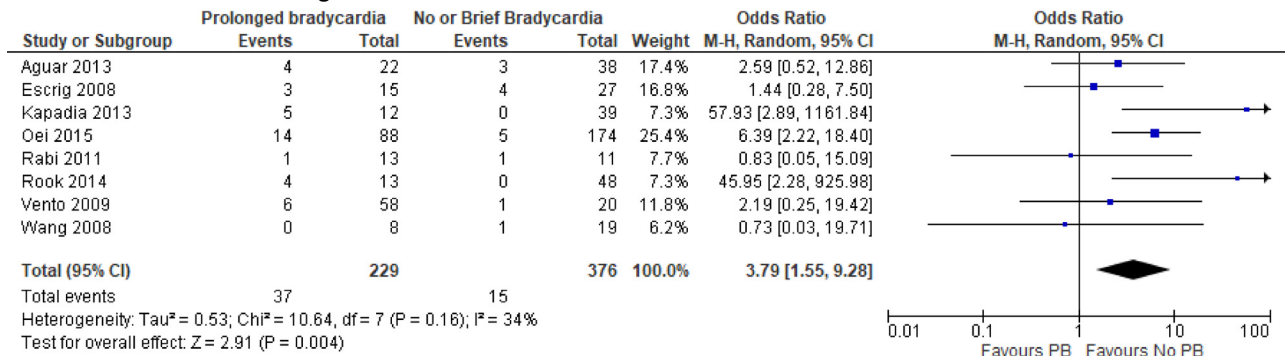 Prolonged bradycardia No or Brief Bradycardia Odds Ratio Odds Ratio
Study or Subgroup Events Total Events Total Weight M-H, Random, 95% CI M-H, Random, 95% CI
Aguar 2013 4 22 3 38 17.4% 2.59 [0.52, 12.86]
Escrig 2008 3 15 4 27 16.8% 1.44 [0.28, 7.50]
Kapadia 2013 5 12 0 39 7.3% 57.93 [2.89, 1161.84]
Oei 2015 14 88 5 174 25.4% 6.39 [2.22, 18.40]
Rabi 2011 1 13 1 11 7.7% 0.83 [0.05, 15.09]
Rook 2014 4 13 0 48 7.3% 45.95 [2.28, 925.98]
Vento 2009 6 58 1 20 11.8% 2.19 [0.25, 19.42]
Wang 2008 0 8 1 19 6.2% 0.73 [0.03, 19.71]
Total (95% CI) 229 376 100.0% 3.79 [1.55, 9.28]
Total events 37 15
Heterogeneity: Tau² = 0.53; Chi² = 10.64, df = 7 (P = 0.16); I² = 34%
Test for overall effect: Z = 2.91 (P = 0.004)
0.01 0.1 1 10 100
Favours PB Favours No PB